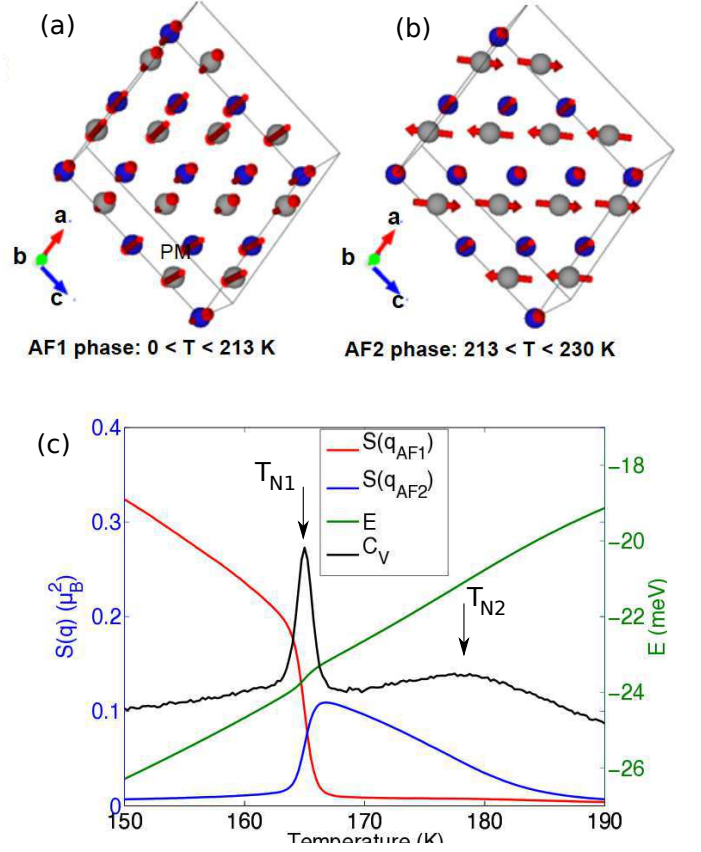 (a)
(b)
PM
a
b
c
a
b
c
AF1 phase: 0 < T < 213 K
AF2 phase: 213 < T < 230 K
(c)
0.4
0.3
0.2
0.1
0
S(q) (μ_B^2)
T_N1
S(q_AF1)
S(q_AF2)
E
C_V
T_N2
−18
−20
−22
−24
−26
E (meV)
150
160
170
180
190
Temperature (K)